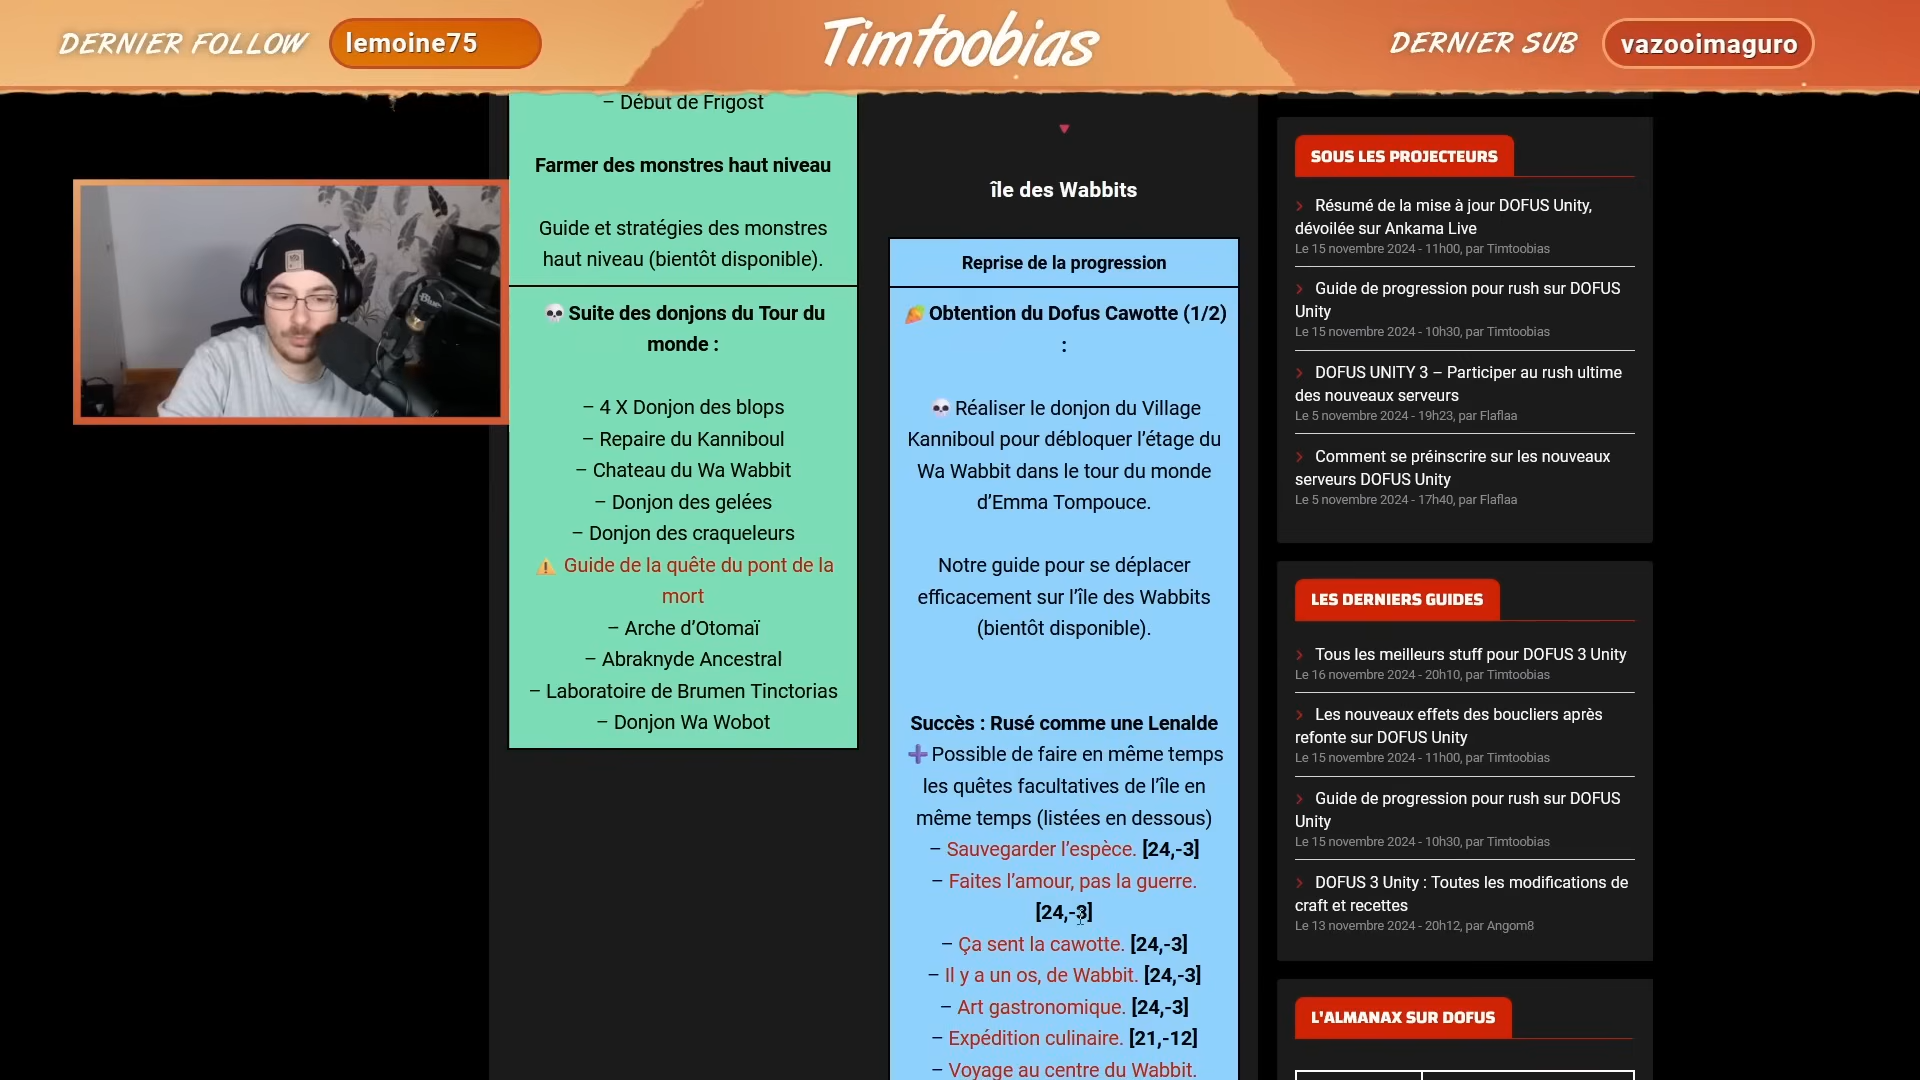 DERNIER FOLLOW
lemoine75
Timtoobias
DERNIER SUB
vazooimaguro
– Début de Frigost
Farmer des monstres haut niveau
Guide et stratégies des monstres
haut niveau (bientôt disponible).
💀Suite des donjons du Tour du
monde :
– 4 X Donjon des blops
– Repaire du Kanniboul
– Chateau du Wa Wabbit
– Donjon des gelées
– Donjon des craqueleurs
⚠️ Guide de la quête du pont de la
mort
– Arche d’Otomaï
– Abraknyde Ancestral
– Laboratoire de Brumen Tinctorias
– Donjon Wa Wobot
🔻
île des Wabbits
Reprise de la progression
Obtention du Dofus Cawotte (1/2)
:
💀Réaliser le donjon du Village
Kanniboul pour débloquer l’étage du
Wa Wabbit dans le tour du monde
d’Emma Tompouce.
Notre guide pour se déplacer
efficacement sur l’île des Wabbits
(bientôt disponible).
Succès : Rusé comme une Lenalde
➕Possible de faire en même temps
les quêtes facultatives de l’île en
même temps (listées en dessous)
– Sauvegarder l’espèce. [24,-3]
– Faites l’amour, pas la guerre.
[24,-3]
– Ça sent la cawotte. [24,-3]
– Il y a un os, de Wabbit. [24,-3]
– Art gastronomique. [24,-3]
– Expédition culinaire. [21,-12]
– Voyage au centre du Wabbit.
SOUS LES PROJECTEURS
Résumé de la mise à jour DOFUS Unity,
dévoilée sur Ankama Live
Le 15 novembre 2024 - 11h00, par Timtoobias
Guide de progression pour rush sur DOFUS
Unity
Le 15 novembre 2024 - 10h30, par Timtoobias
DOFUS UNITY 3 – Participer au rush ultime
des nouveaux serveurs
Le 5 novembre 2024 - 19h23, par Flaflaa
Comment se préinscrire sur les nouveaux
serveurs DOFUS Unity
Le 5 novembre 2024 - 17h40, par Flaflaa
LES DERNIERS GUIDES
Tous les meilleurs stuff pour DOFUS 3 Unity
Le 16 novembre 2024 - 20h10, par Timtoobias
Les nouveaux effets des boucliers après
refonte sur DOFUS Unity
Le 15 novembre 2024 - 11h00, par Timtoobias
Guide de progression pour rush sur DOFUS
Unity
Le 15 novembre 2024 - 10h30, par Timtoobias
DOFUS 3 Unity : Toutes les modifications de
craft et recettes
Le 13 novembre 2024 - 20h12, par Angom8
L'ALMANAX SUR DOFUS
Blue